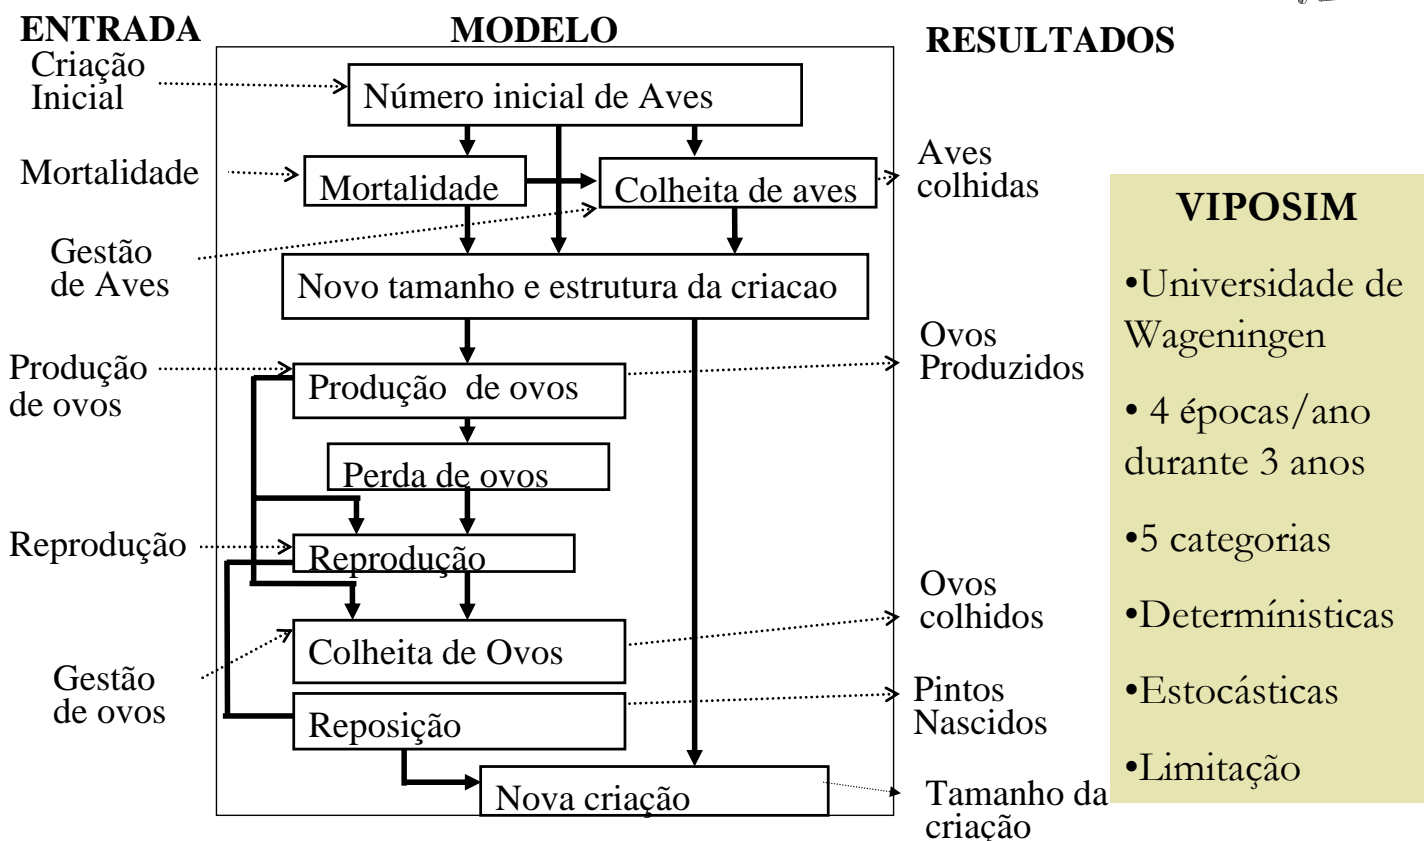 ENTRADA
MODELO
RESULTADOS
Criação
Inicial
Número inicial de Aves
Mortalidade
Mortalidade
Colheita de aves
Aves
colhidas
Gestão
de Aves
Novo tamanho e estrutura da criacao
Produção
de ovos
Produção de ovos
Ovos
Produzidos
Perda de ovos
Reprodução
Reprodução
Ovos
colhidos
Colheita de Ovos
Gestão
de ovos
Reposição
Pintos
Nascidos
Nova criação
Tamanho da
criação
VIPOSIM
•Universidade de
Wageningen
• 4 épocas/ano
durante 3 anos
•5 categorias
•Determínisticas
•Estocásticas
•Limitação